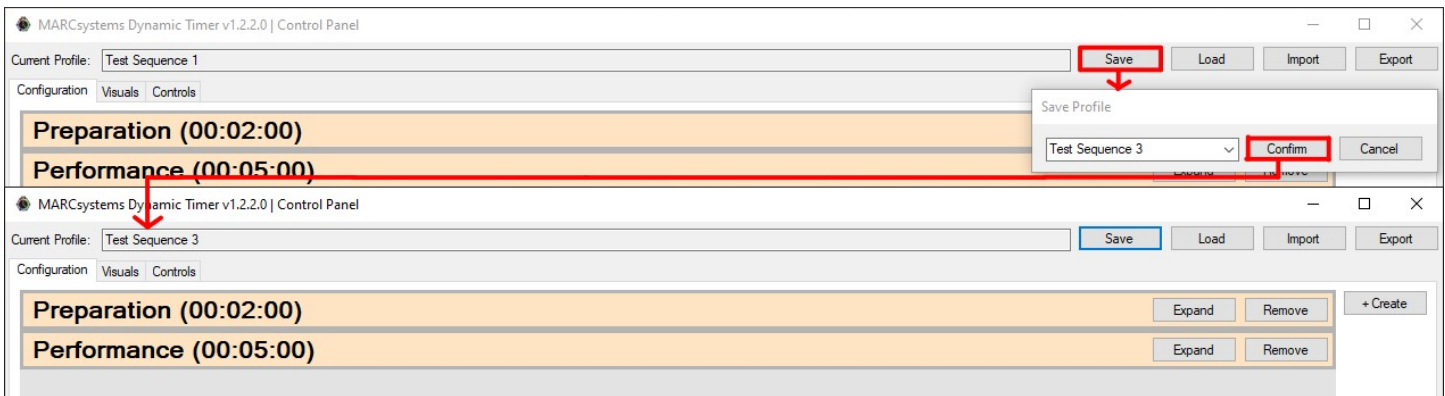 MARCsystems Dynamic Timer v1.2.2.0 | Control Panel
Current Profile: Test Sequence 1 Save Load Import Export
Configuration Visuals Controls
Save Profile
Preparation (00:02:00)
Test Sequence 3 Confirm Cancel
Performance (00:05:00) Expand Remove
MARCsystems Dynamic Timer v1.2.2.0 | Control Panel
Current Profile: Test Sequence 3 Save Load Import Export
Configuration Visuals Controls
Preparation (00:02:00) Expand Remove + Create
Performance (00:05:00) Expand Remove